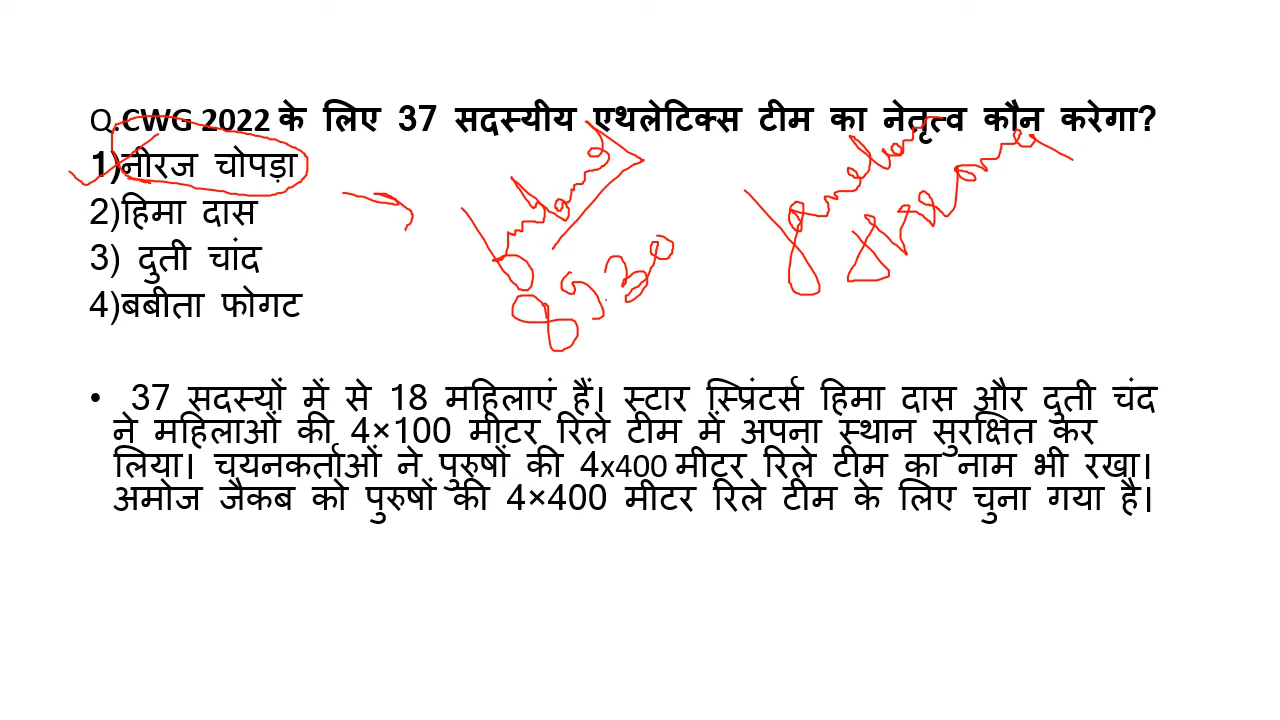 Q.CWG 2022 के लिए 37 सदस्यीय एथलेटिक्स टीम का नेतृत्व कौन करेगा?
1)नीरज चोपड़ा
2)हिमा दास
3) दुती चांद
4)बबीता फोगट
8930
• 37 सदस्यों में से 18 महिलाएं हैं। स्टार स्प्रिंटर्स हिमा दास और दुती चंद
ने महिलाओं की 4×100 मीटर रिले टीम में अपना स्थान सुरक्षित कर
लिया। चयनकर्ताओं ने पुरुषों की 4x400 मीटर रिले टीम का नाम भी रखा।
अमोज जैकब को पुरुषों की 4×400 मीटर रिले टीम के लिए चुना गया है।